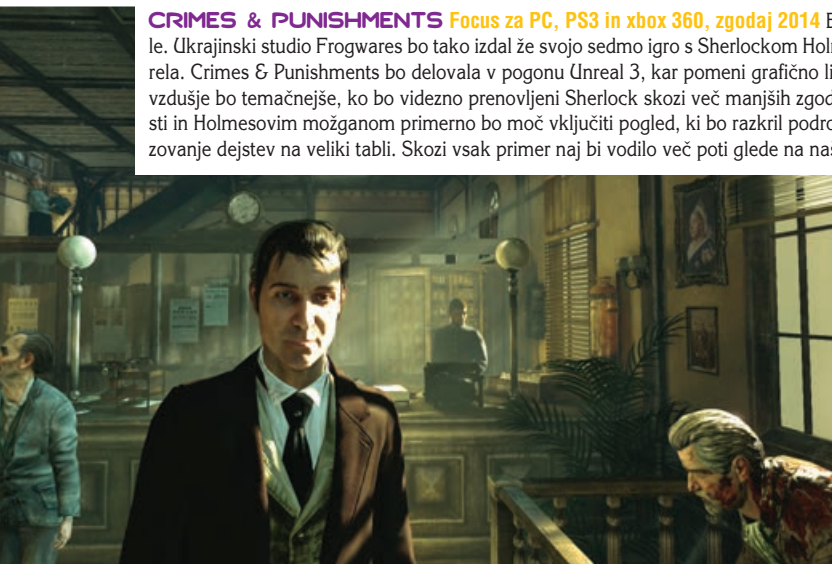 CRIMES & PUNISHMENTS Focus za PC, PS3 in xbox 360, zgodaj 2014
le. Ukrajinski studio Frogwares bo tako izdal že svojo sedmo igro s Sherlockom
rela. Crimes & Punishments bo delovala v pogonu Unreal 3, kar pomeni grafično
vzdušje bo temačnejše, ko bo videzno prenovljeni Sherlock skozi več manjših
sti in Holmesovim možganom primerno bo moč vključiti pogled, ki bo razkril
zovanje dejstev na veliki tabli. Skozi vsak primer naj bi vodilo več poti glede na